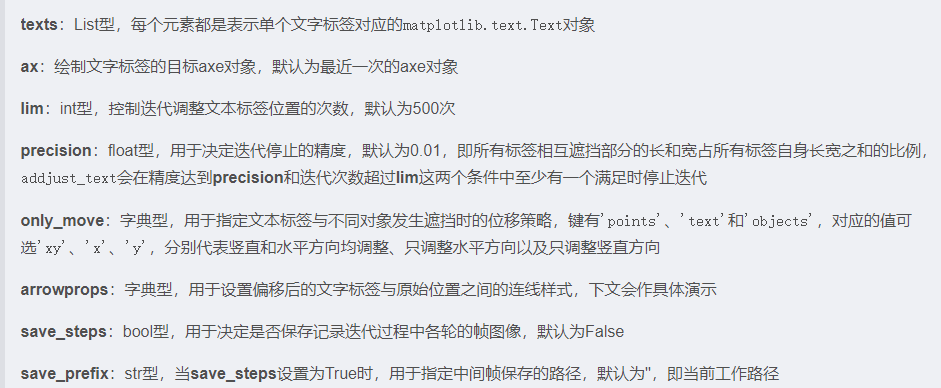 texts：List型，每个元素都是表示单个文字标签对应的matplotlib.text.Text对象
ax：绘制文字标签的目标axe对象，默认为最近一次的axe对象
lim：int型，控制迭代调整文本标签位置的次数，默认为500次
precision：float型，用于决定迭代停止的精度，默认为0.01，即所有标签相互遮挡部分的长和宽占所有标签自身长宽之和的比例，
addjust_text会在精度达到precision和迭代次数超过lim这两个条件中至少有一个满足时停止迭代
only_move：字典型，用于指定文本标签与不同对象发生遮挡时的位移策略，键有'points'、'text'和'objects'，对应的值可
选'xy'、'x'、'y'，分别代表竖直和水平方向均调整、只调整水平方向以及只调整竖直方向
arrowprops：字典型，用于设置偏移后的文字标签与原始位置之间的连线样式，下文会作具体演示
save_steps：bool型，用于决定是否保存记录迭代过程中各轮的帧图像，默认为False
save_prefix：str型，当save_steps设置为True时，用于指定中间帧保存的路径，默认为''，即当前工作路径